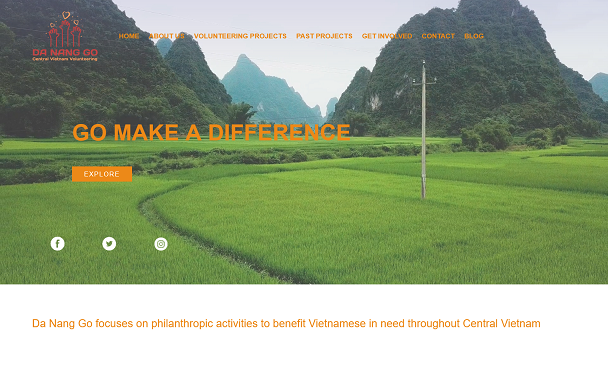 DA NANG GO
Central Vietnam Volunteering
HOME ABOUT US VOLUNTEERING PROJECTS PAST PROJECTS GET INVOLVED CONTACT BLOG
GO MAKE A DIFFERENCE
EXPLORE
Da Nang Go focuses on philanthropic activities to benefit Vietnamese in need throughout Central Vietnam